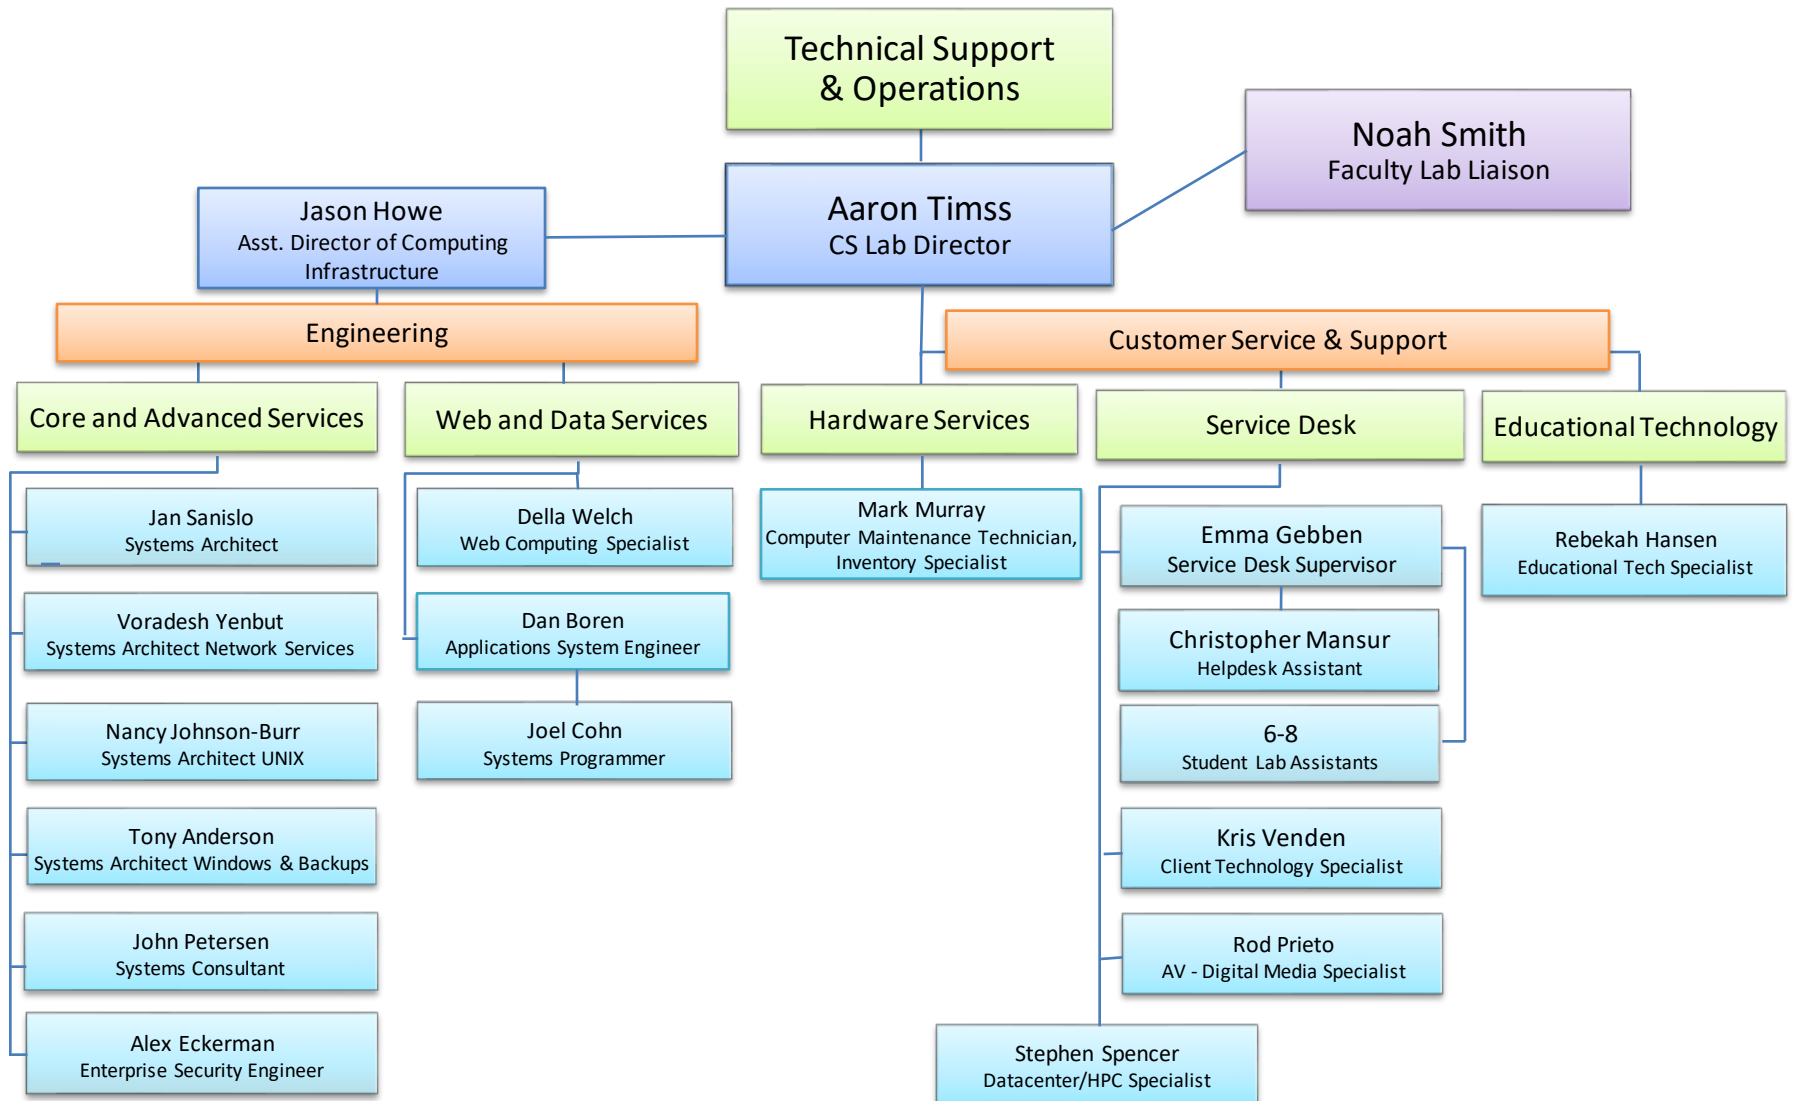 Technical Support
& Operations
Noah Smith
Faculty Lab Liaison
Aaron Timss
CS Lab Director
Jason Howe
Asst. Director of Computing
Infrastructure
Engineering
Customer Service & Support
Core and Advanced Services
Web and Data Services
Hardware Services
Service Desk
Educational Technology
Jan Sanislo
Systems Architect
Voradesh Yenbut
Systems Architect Network Services
Nancy Johnson-Burr
Systems Architect UNIX
Tony Anderson
Systems Architect Windows & Backups
John Petersen
Systems Consultant
Alex Eckerman
Enterprise Security Engineer
Della Welch
Web Computing Specialist
Dan Boren
Applications System Engineer
Joel Cohn
Systems Programmer
Mark Murray
Computer Maintenance Technician,
Inventory Specialist
Emma Gebben
Service Desk Supervisor
Christopher Mansur
Helpdesk Assistant
6-8
Student Lab Assistants
Kris Venden
Client Technology Specialist
Rod Prieto
AV - Digital Media Specialist
Stephen Spencer
Datacenter/HPC Specialist
Rebekah Hansen
Educational Tech Specialist